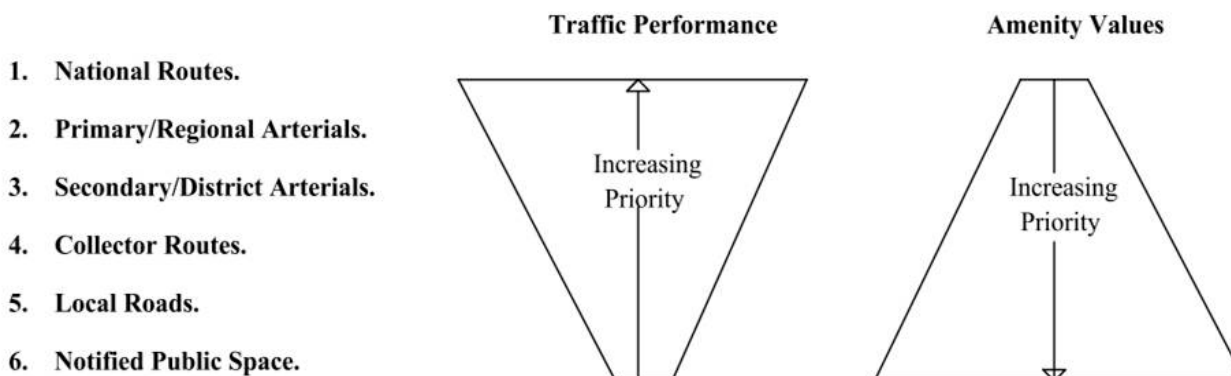 Traffic Performance
Amenity Values
1. National Routes.
2. Primary/Regional Arterials.
3. Secondary/District Arterials.
4. Collector Routes.
5. Local Roads.
6. Notified Public Space.
Increasing
Priority
Increasing
Priority